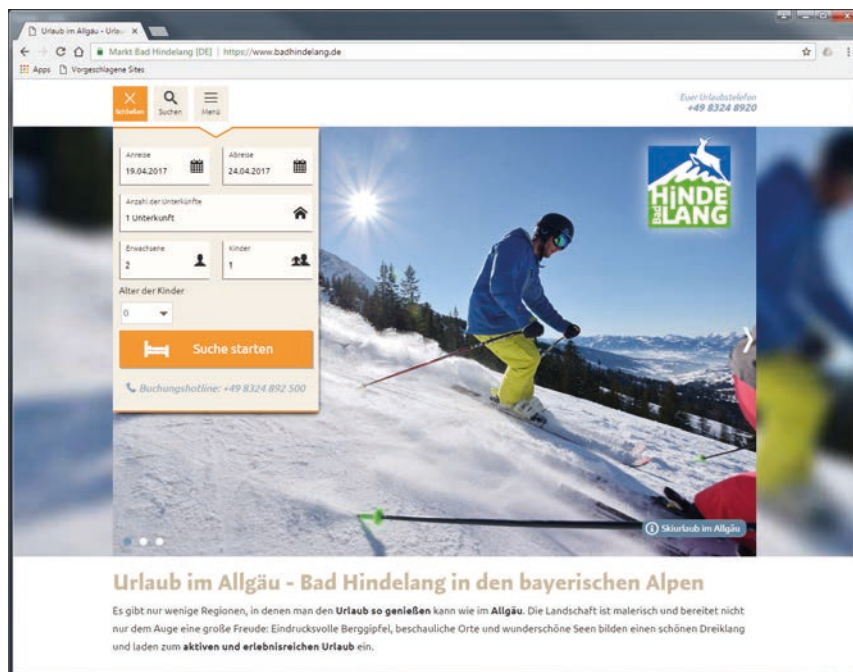 Urlaub im Allgäu - Urla
Markt Bad Hindelang [DE] | https://www.badhindelang.de
Apps Vorgeschlagene Sites
Schließen Suchen Menü
Euer Urlaubstelefon
+49 8324 8920
Anreise Abreise
19.04.2017 24.04.2017
Anzahl der Unterkünfte
1 Unterkunft
Erwachsene Kinder
2 1
Alter der Kinder
0
Suche starten
Buchungshotline: +49 8324 892 500
Bad HINDELANG
Skiurlaub im Allgäu
Urlaub im Allgäu - Bad Hindelang in den bayerischen Alpen
Es gibt nur wenige Regionen, in denen man den Urlaub so genießen kann wie im Allgäu. Die Landschaft ist malerisch und bereitet nicht
nur dem Auge eine große Freude: Eindrucksvolle Berggipfel, beschauliche Orte und wunderschöne Seen bilden einen schönen Dreiklang
und laden zum aktiven und erlebnisreichen Urlaub ein.